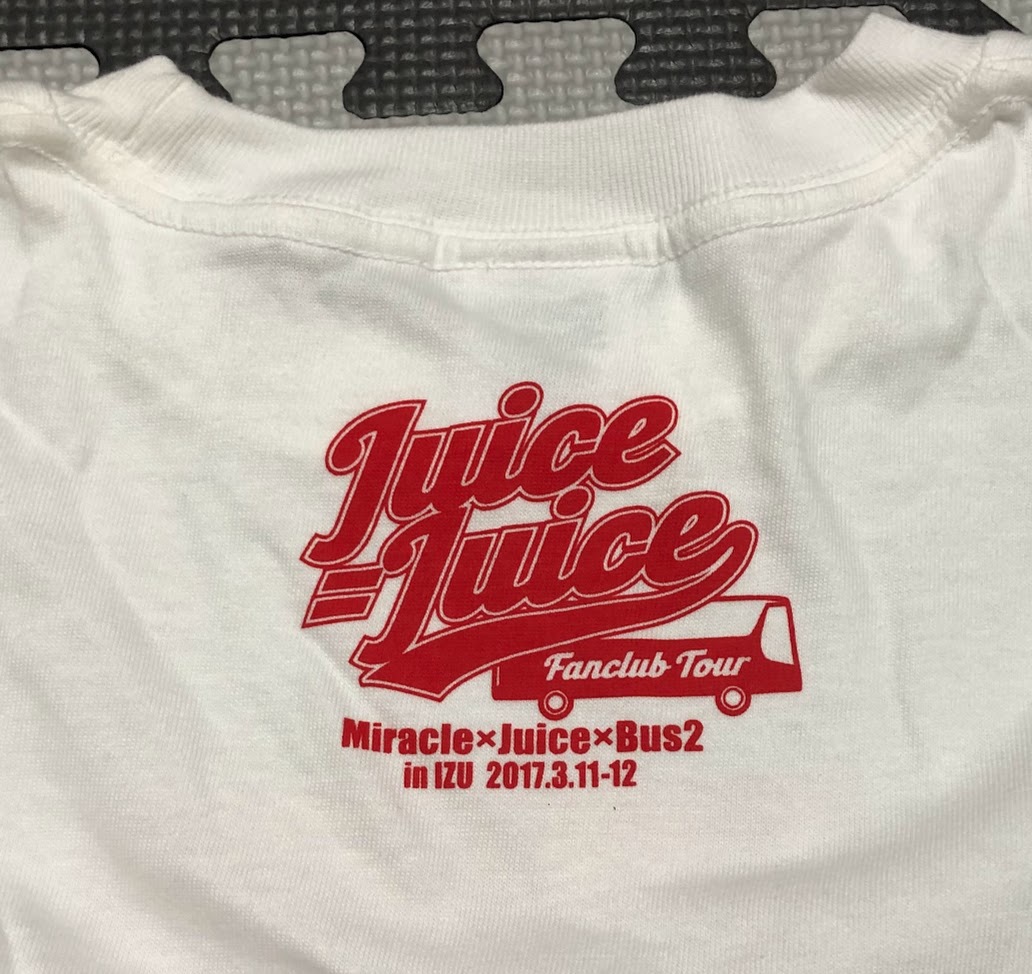 Juice
=Juice
Fanclub Tour
Miracle×Juice×Bus2
in IZU 2017.3.11-12